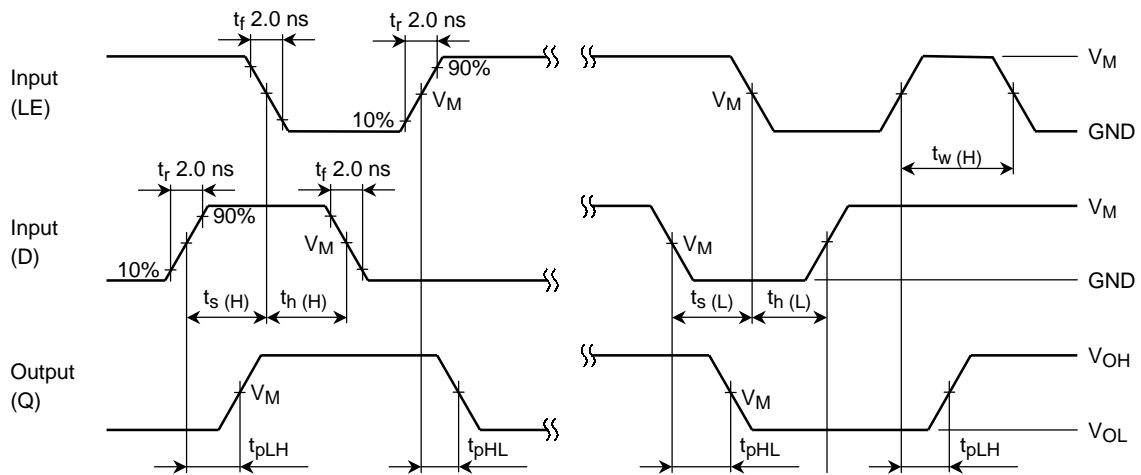 tf 2.0 ns
tr 2.0 ns
Input
(LE)
90%
VM
10%
VM
VM
GND
tw (H)
tr 2.0 ns
tf 2.0 ns
Input
(D)
90%
VM
10%
VM
VM
GND
ts (H)
th (H)
ts (L)
th (L)
Output
(Q)
VM
VM
VOH
VOL
tpLH
tpHL
tpHL
tpLH